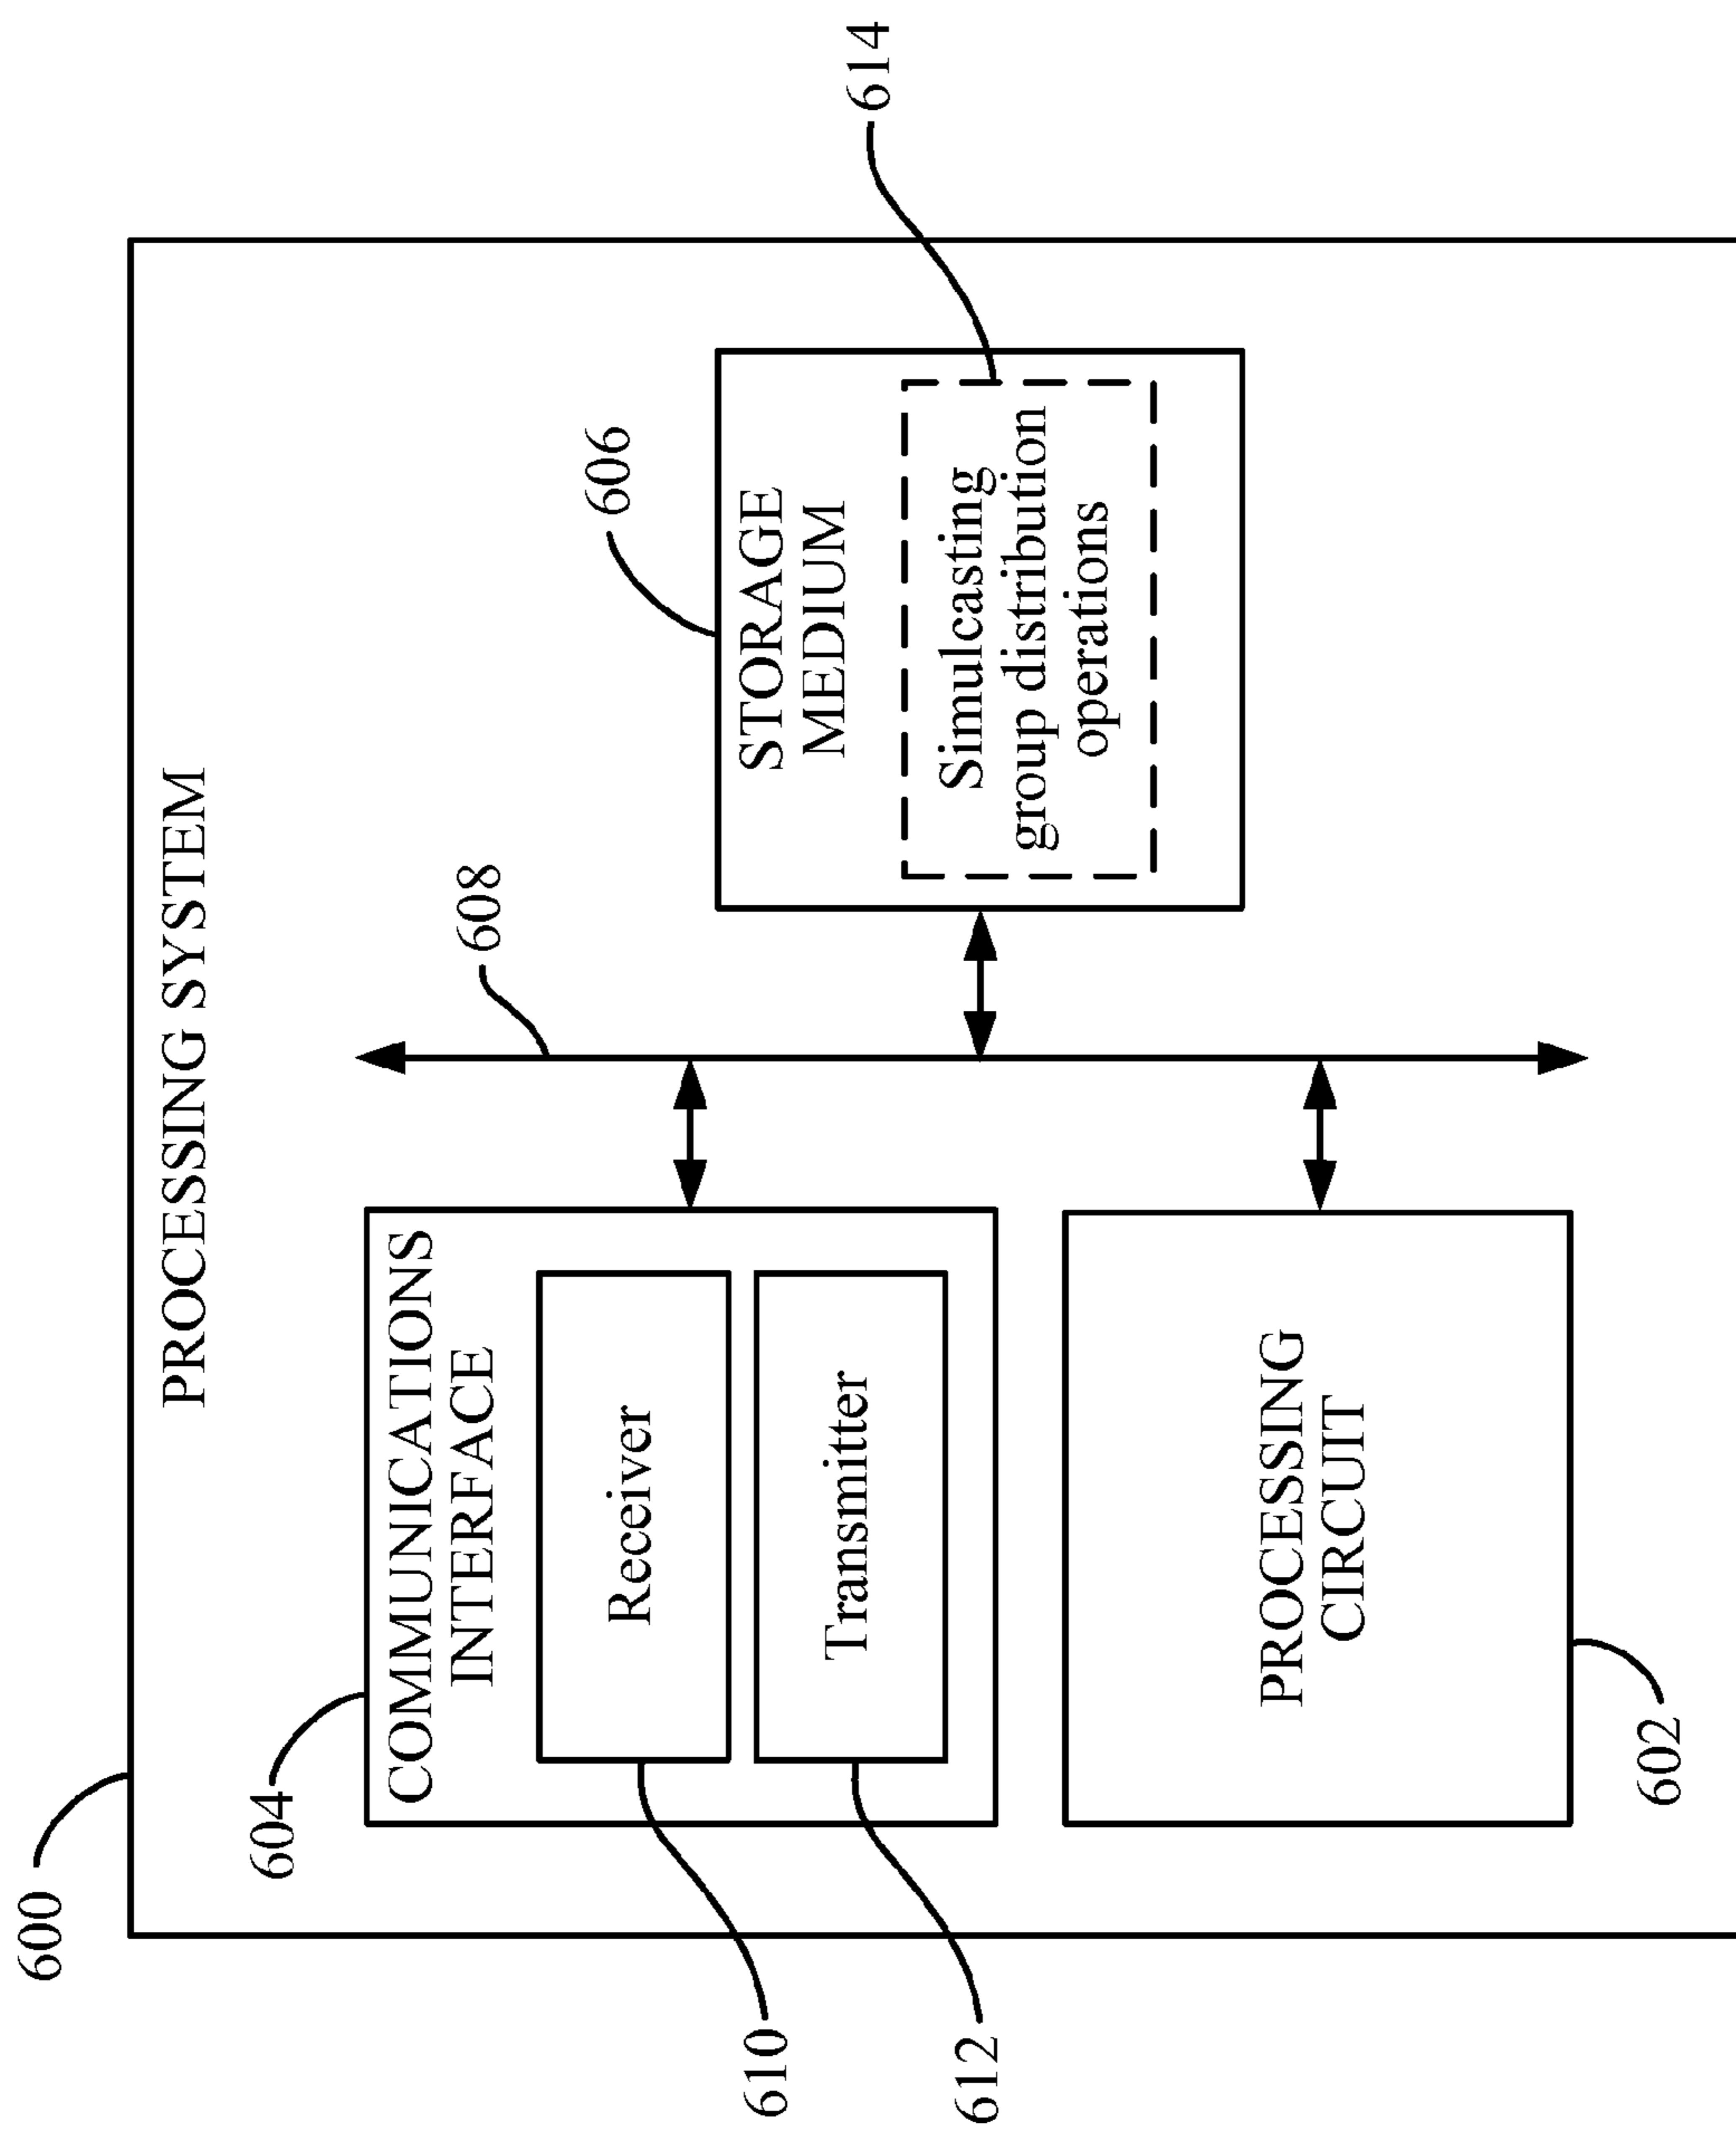 600
PROCESSING SYSTEM
604
COMMUNICATIONS
INTERFACE
610
Receiver
612
Transmitter
608
606
STORAGE
MEDIUM
614
Simulcasting
group distribution
operations
PROCESSING
CIRCUIT
602